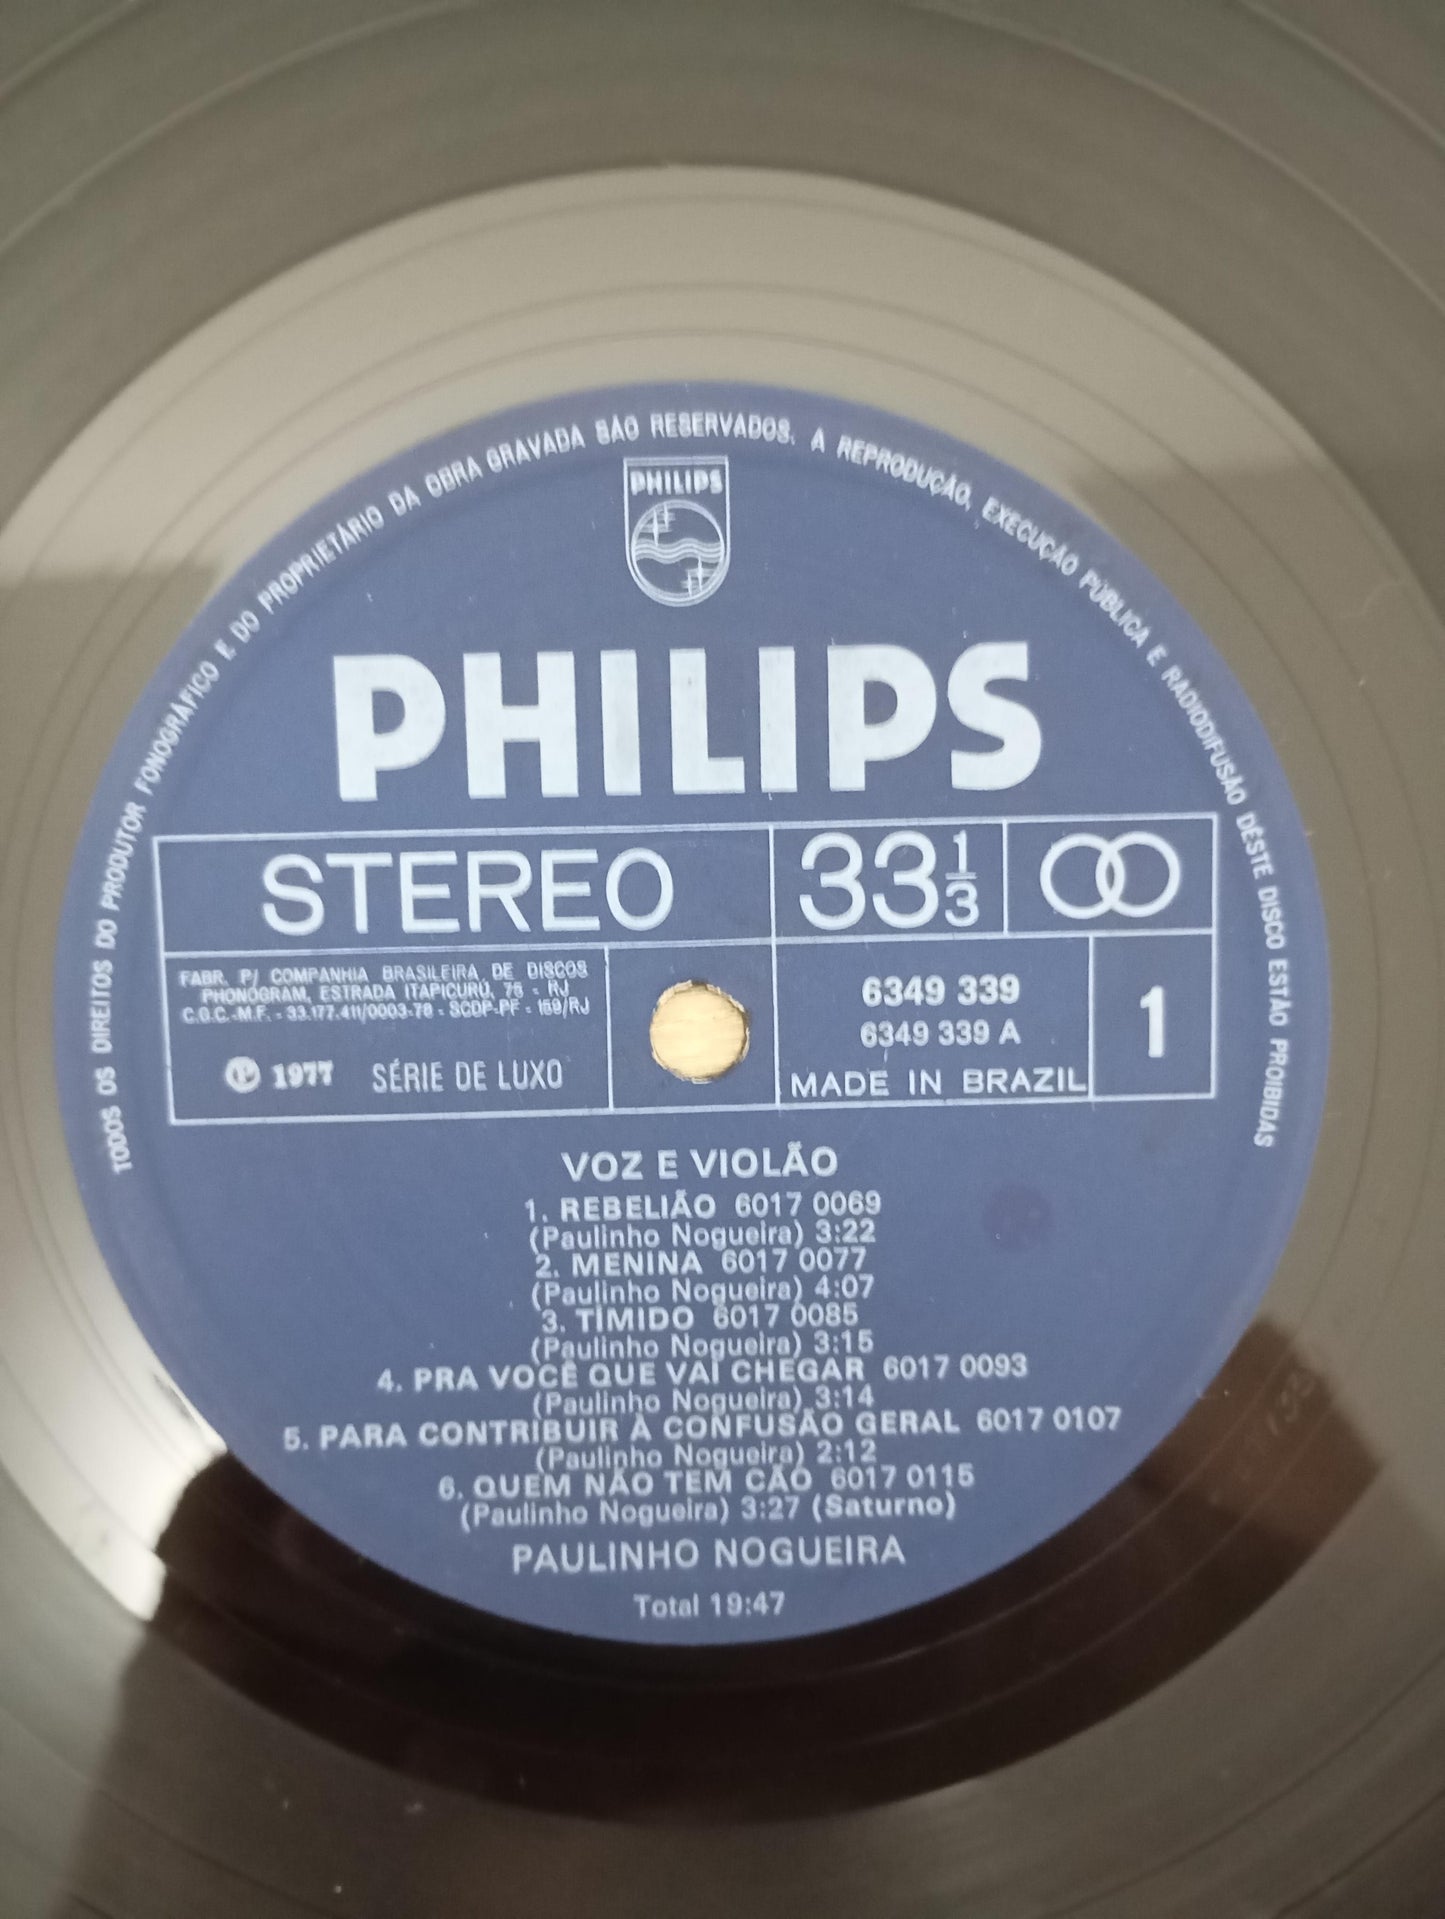 TODOS OS DIREITOS DO PRODUTOR FONOGRÁFICO E DO PROPRIETÁRIO DA OBRA GRAVADA SÃO RESERVADOS. A REPRODUÇÃO, EXECUÇÃO PÚBLICA E RADIODIFUSÃO DÊSTE DISCO ESTÃO PROIBIDAS
PHILIPS
PHILIPS
STEREO
33 1/3
FABR. P/ COMPANHIA BRASILEIRA DE DISCOS
PHONOGRAM, ESTRADA ITAPICURÚ, 75 - RJ
C.G.C.-M.F. - 33.177.411/0003-78 - SCDP-PF - 159/RJ
℗ 1977 SÉRIE DE LUXO
6349 339
6349 339 A
MADE IN BRAZIL
1
VOZ E VIOLÃO
1. REBELIÃO 6017 0069
(Paulinho Nogueira) 3:22
2. MENINA 6017 0077
(Paulinho Nogueira) 4:07
3. TÍMIDO 6017 0085
(Paulinho Nogueira) 3:15
4. PRA VOCÊ QUE VAI CHEGAR 6017 0093
(Paulinho Nogueira) 3:14
5. PARA CONTRIBUIR À CONFUSÃO GERAL 6017 0107
(Paulinho Nogueira) 2:12
6. QUEM NÃO TEM CÃO 6017 0115
(Paulinho Nogueira) 3:27 (Saturno)
PAULINHO NOGUEIRA
Total 19:47